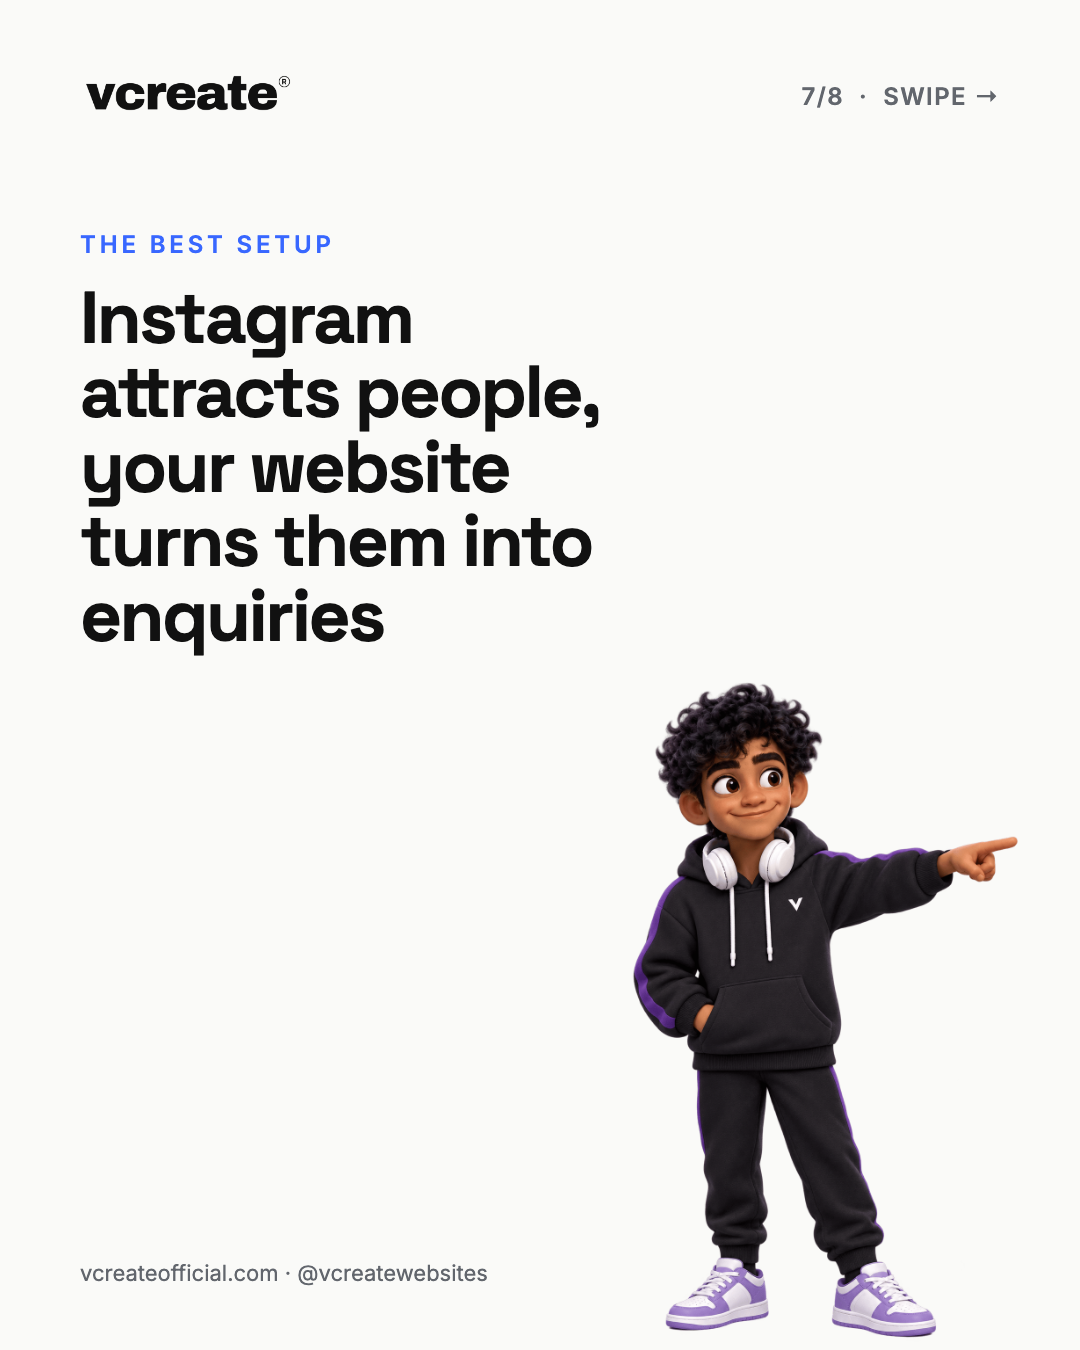 vcreate®
7/8 · SWIPE →
THE BEST SETUP
Instagram
attracts people,
your website
turns them into
enquiries
V
vcreateofficial.com · @vcreatewebsites